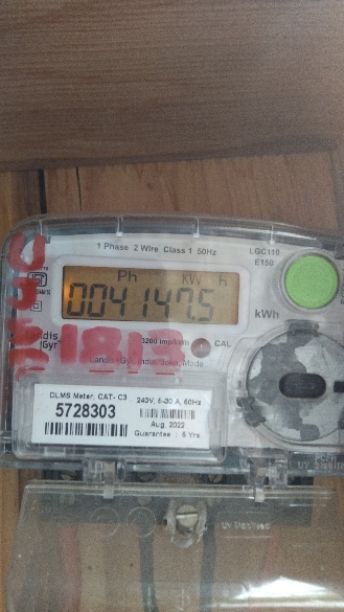 1 Phase 2 Wire Class 1 50Hz
LGC110
E150
Ph kW h
004147.5
kWh
3200 imp/kWh
CAL
1818
DLMS Meter, CAT- C3
5728303
240V, 5-30 A, 50Hz
Aug. 2022
Guarantee : 5 Yrs